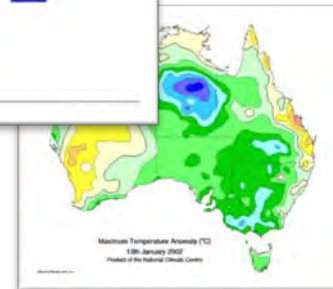 Maximum Temperature Anomaly (°C)
13th January 2002
Product of the National Climate Centre